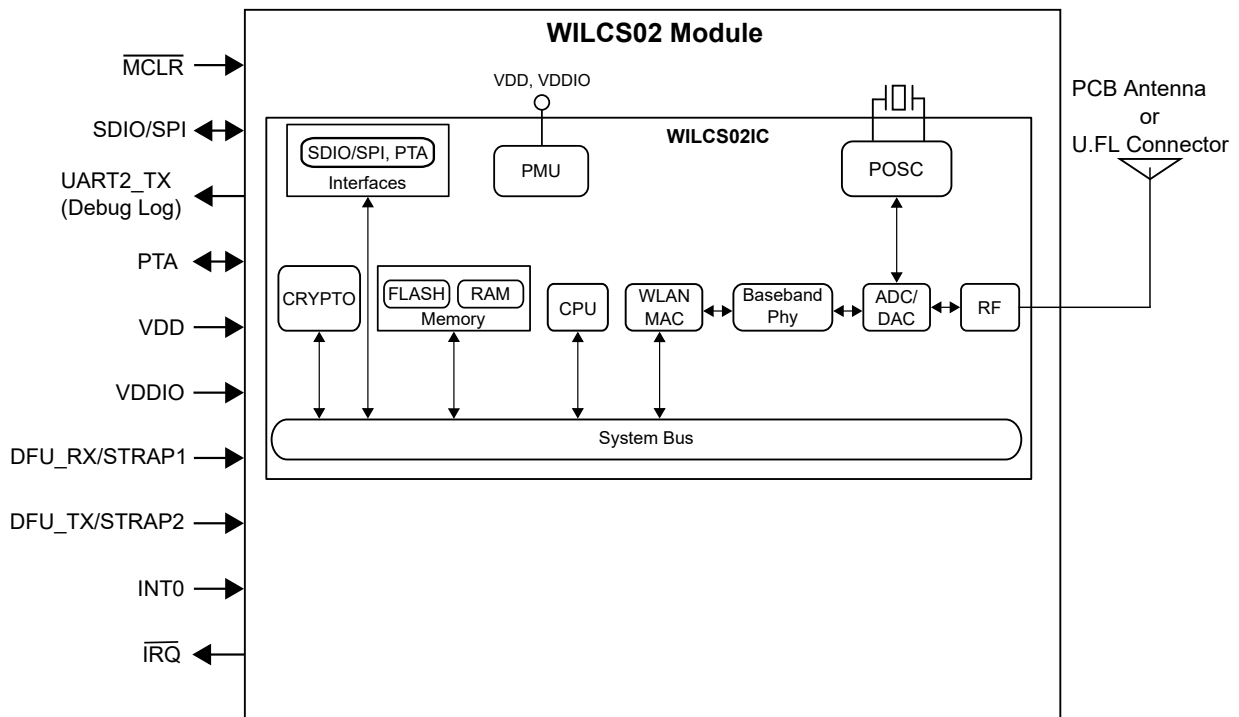 WILCS02 Module
MCLR
SDIO/SPI
UART2_TX
(Debug Log)
PTA
VDD
VDDIO
DFU_RX/STRAP1
DFU_TX/STRAP2
INT0
IRQ
VDD, VDDIO
WILCS02IC
SDIO/SPI, PTA
Interfaces
PMU
POSC
PCB Antenna
or
U.FL Connector
CRYPTO
FLASH
RAM
Memory
CPU
WLAN
MAC
Baseband
Phy
ADC/
DAC
RF
System Bus